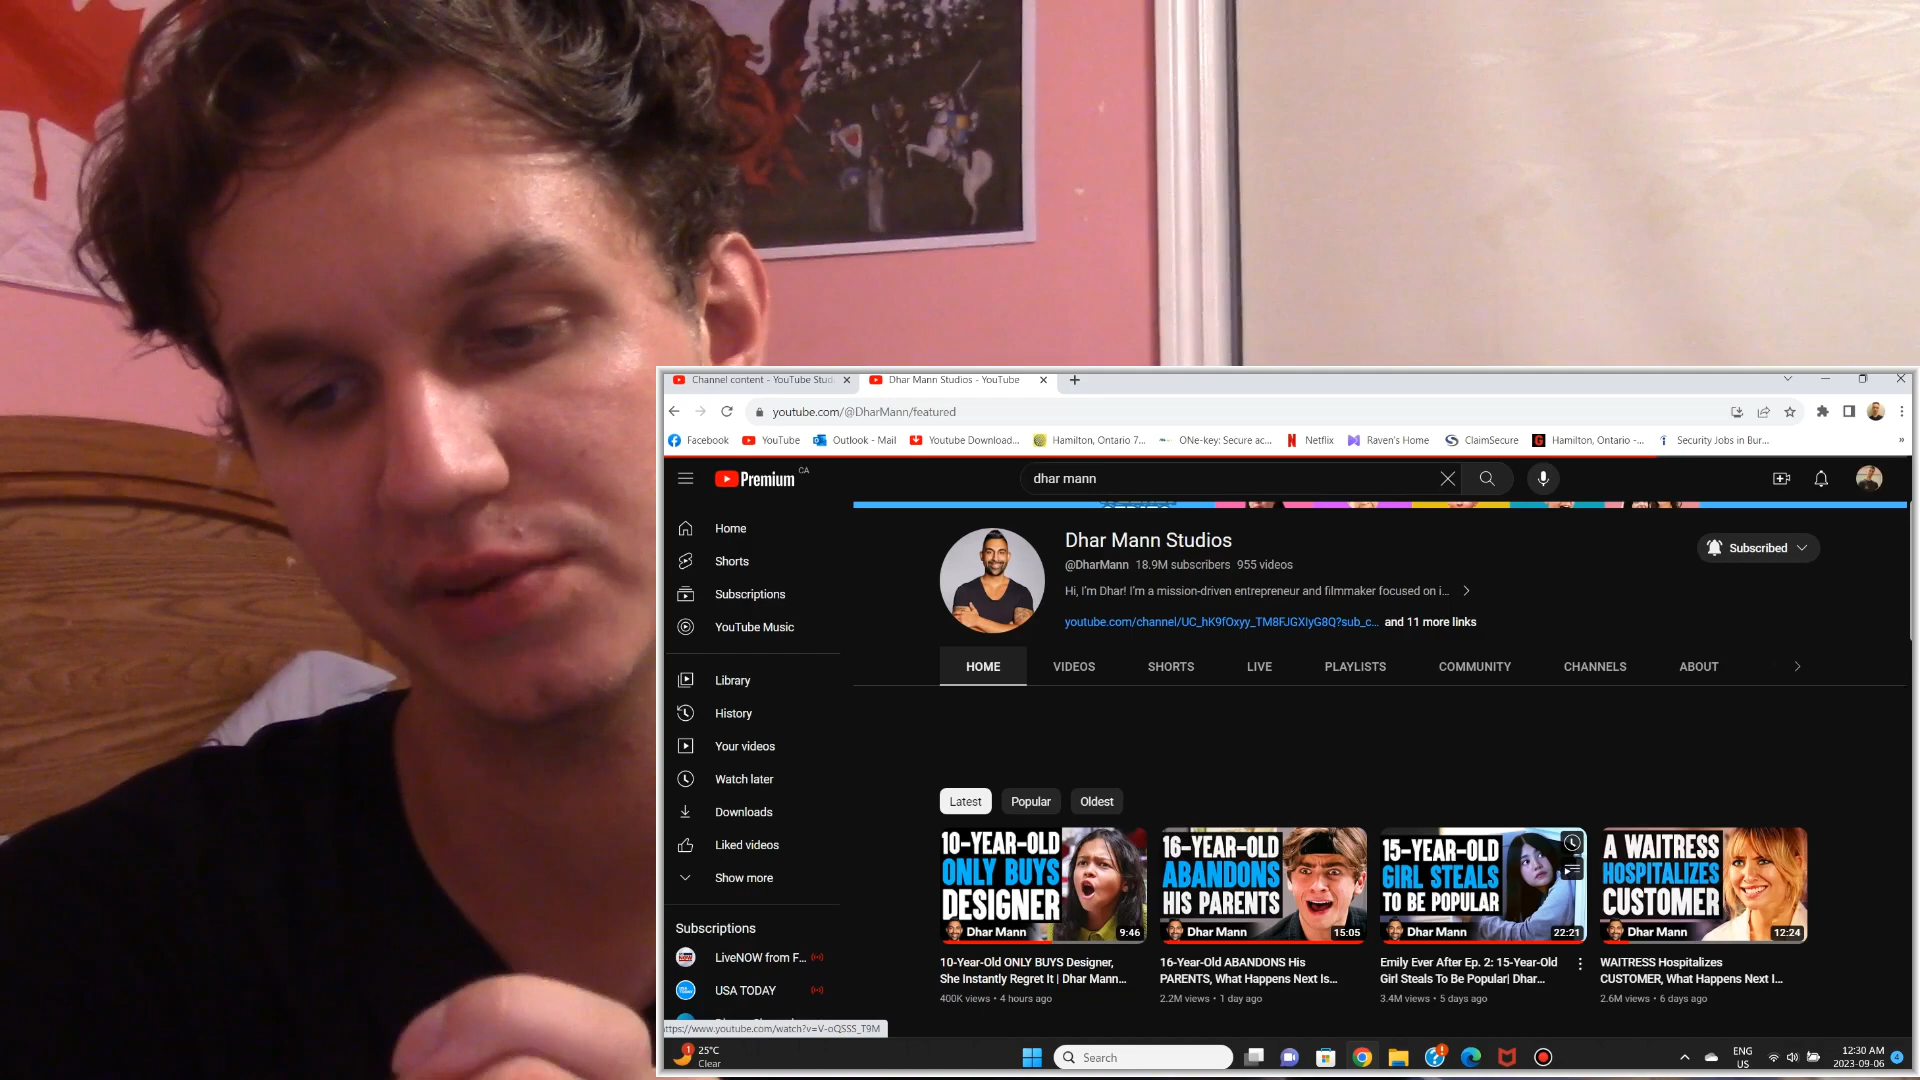 Channel content - YouTube Stud
Dhar Mann Studios - YouTube
youtube.com/@DharMann/featured
Facebook
YouTube
Outlook - Mail
Youtube Download...
Hamilton, Ontario 7...
ONe-key: Secure ac...
Netflix
Raven's Home
ClaimSecure
Hamilton, Ontario -...
Security Jobs in Bur...
»
Premium CA
dhar mann
Home
Shorts
Subscriptions
YouTube Music
Library
History
Your videos
Watch later
Downloads
Liked videos
Show more
Subscriptions
LiveNOW from F...
USA TODAY
Dhar Mann Studios
@DharMann 18.9M subscribers 955 videos
Hi, I'm Dhar! I'm a mission-driven entrepreneur and filmmaker focused on i...
youtube.com/channel/UC_hK9fOxyy_TM8FJGXIyG8Q?sub_c... and 11 more links
Subscribed
HOME VIDEOS SHORTS LIVE PLAYLISTS COMMUNITY CHANNELS ABOUT
Latest Popular Oldest
10-YEAR-OLD
ONLY BUYS
DESIGNER
Dhar Mann
9:46
10-Year-Old ONLY BUYS Designer,
She Instantly Regret It | Dhar Mann...
400K views • 4 hours ago
16-YEAR-OLD
ABANDONS
HIS PARENTS
Dhar Mann
15:05
16-Year-Old ABANDONS His
PARENTS, What Happens Next Is...
2.2M views • 1 day ago
15-YEAR-OLD
GIRL STEALS
TO BE POPULAR
Dhar Mann
22:21
Emily Ever After Ep. 2: 15-Year-Old
Girl Steals To Be Popular| Dhar...
3.4M views • 5 days ago
A WAITRESS
HOSPITALIZES
CUSTOMER
Dhar Mann
12:24
WAITRESS Hospitalizes
CUSTOMER, What Happens Next I...
2.6M views • 6 days ago
ttps://www.youtube.com/watch?v=V-oQSSS_T9M
1
25°C
Clear
Search
ENG
US
12:30 AM
2023-09-06
4